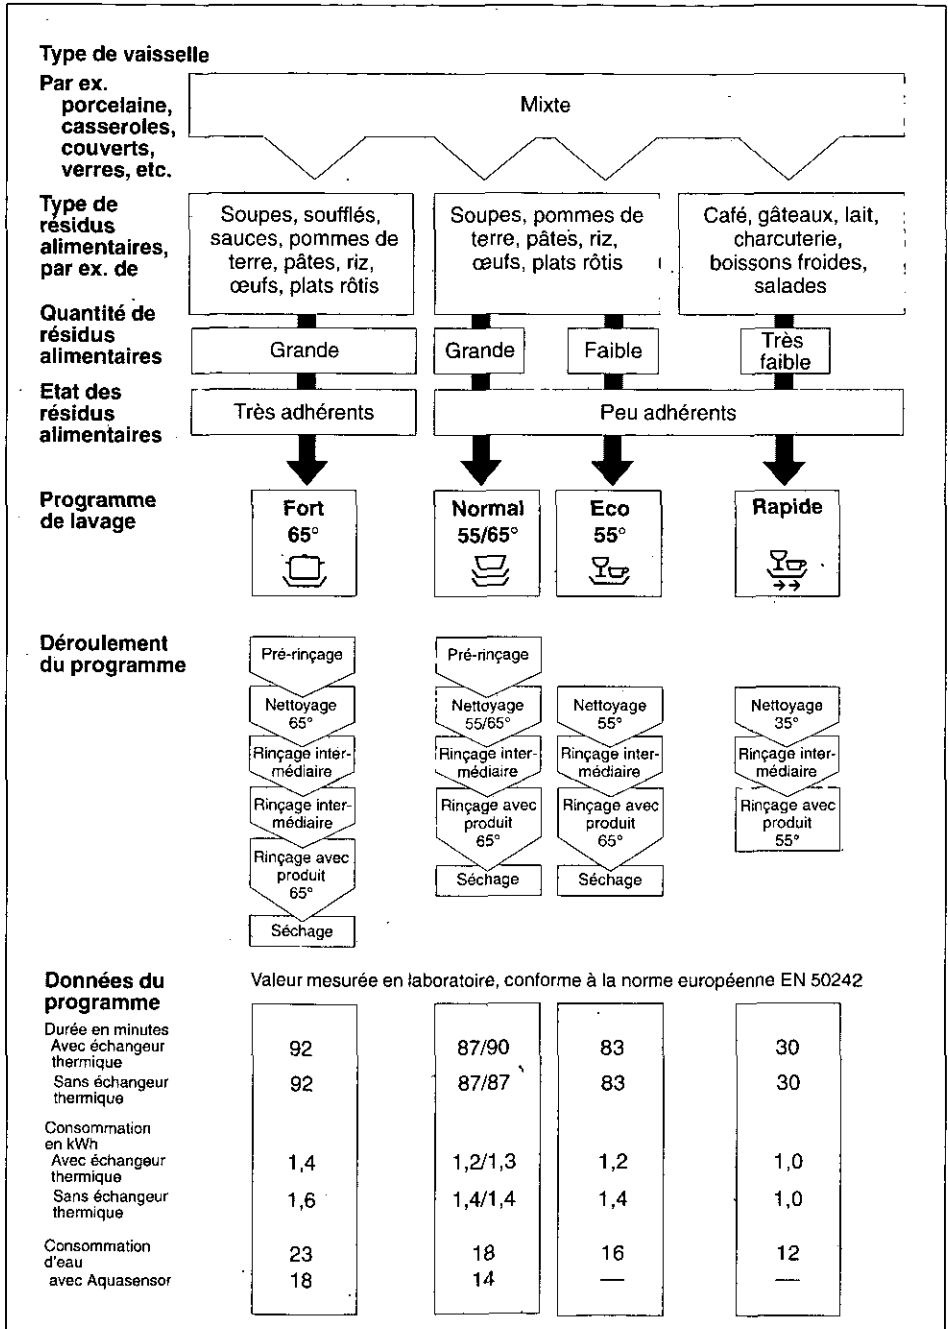 Type de vaisselle
Par ex.
porcelaine,
casseroles,
couverts,
verres, etc.
Mixte
Type de
résidus
alimentaires,
par ex. de
Soupes, soufflés,
sauces, pommes de
terre, pâtes, riz,
œufs, plats rôtis
Soupes, pommes de
terre, pâtes, riz,
œufs, plats rôtis
Café, gâteaux, lait,
charcuterie,
boissons froides,
salades
Quantité de
résidus
alimentaires
Grande
Grande
Faible
Très
faible
Etat des
résidus
alimentaires
Très adhérents
Peu adhérents
Programme
de lavage
Fort
65°
Normal
55/65°
Eco
55°
Rapide
Déroulement
du programme
Pré-rinçage
Nettoyage
65°
Rinçage inter-
médiaire
Rinçage inter-
médiaire
Rinçage avec
produit
65°
Séchage
Pré-rinçage
Nettoyage
55/65°
Rinçage inter-
médiaire
Rinçage avec
produit
65°
Séchage
Nettoyage
55°
Rinçage inter-
médiaire
Rinçage avec
produit
65°
Séchage
Nettoyage
35°
Rinçage inter-
médiaire
Rinçage avec
produit
55°
Données du
programme
Valeur mesurée en laboratoire, conforme à la norme européenne EN 50242
Durée en minutes
Avec échangeur
thermique
92 87/90 83 30
Sans échangeur
thermique
92 87/87 83 30
Consommation
en kWh
Avec échangeur
thermique
1,4 1,2/1,3 1,2 1,0
Sans échangeur
thermique
1,6 1,4/1,4 1,4 1,0
Consommation
d'eau
23 18 16 12
avec Aquasensor 18 14 — —